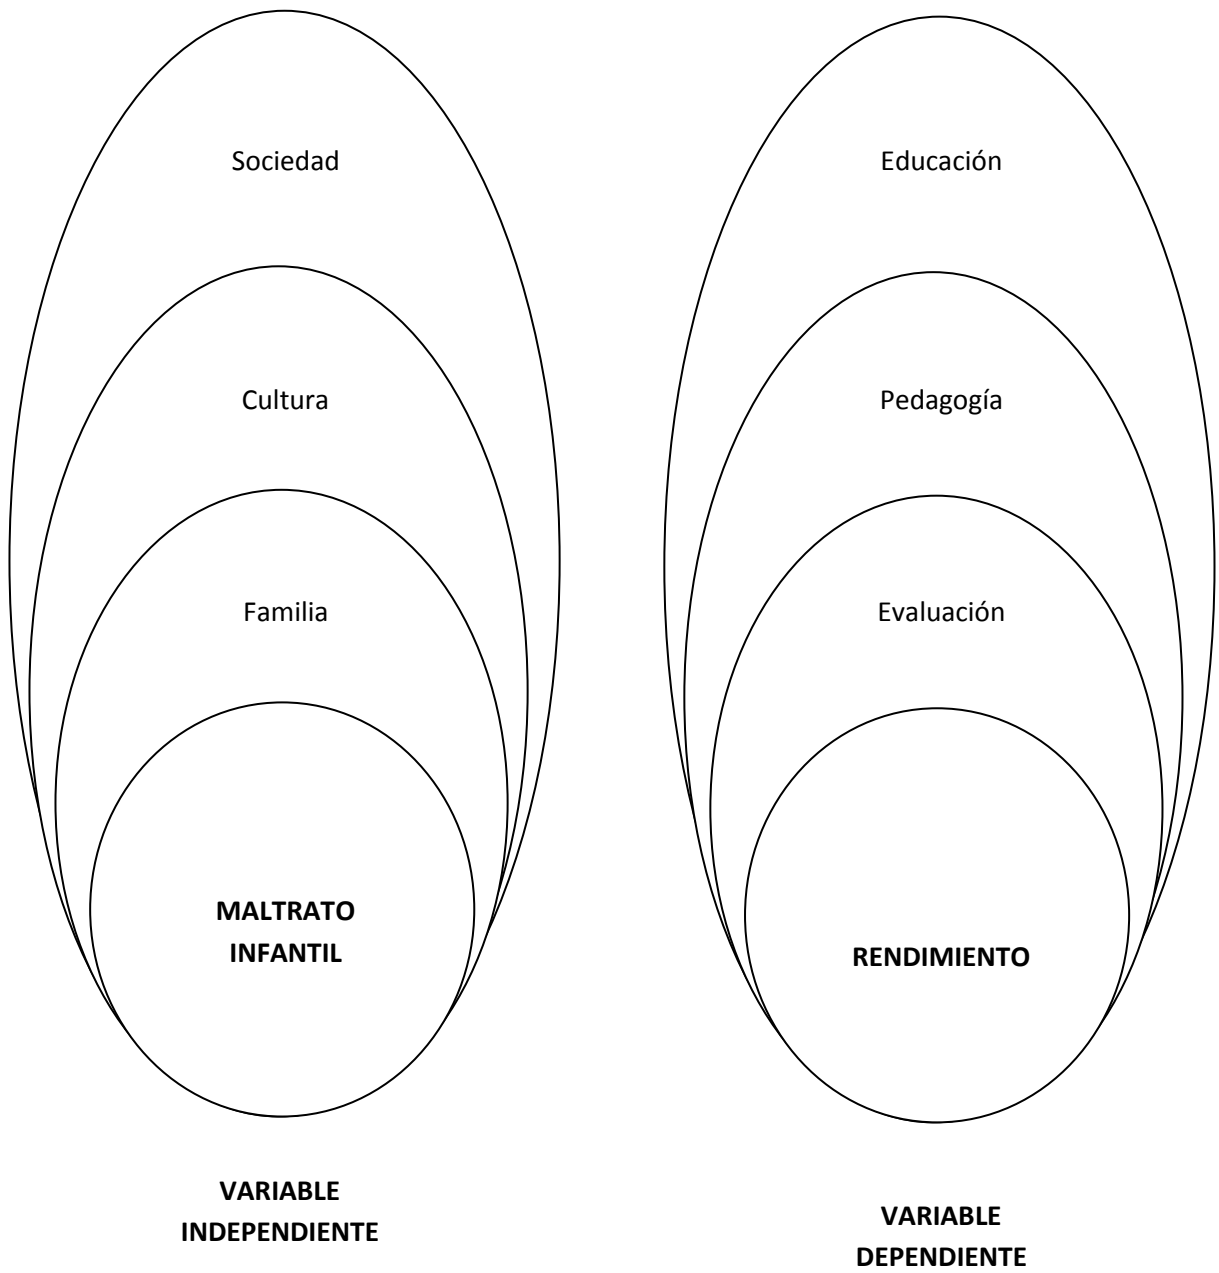 Sociedad
Cultura
Familia
MALTRATO
INFANTIL
VARIABLE
INDEPENDIENTE
Educación
Pedagogía
Evaluación
RENDIMIENTO
VARIABLE
DEPENDIENTE